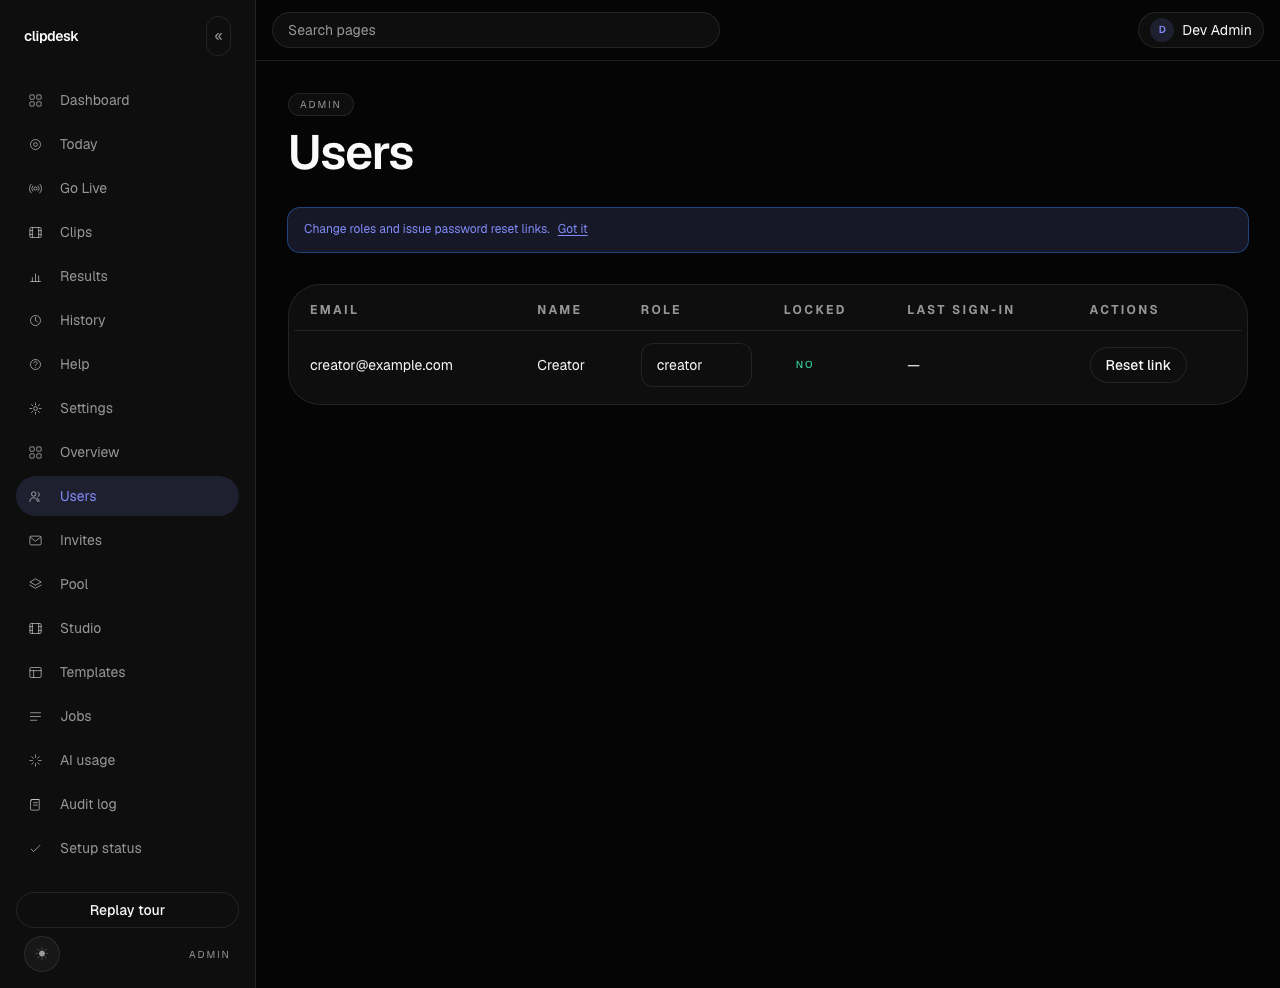 clipdesk
«
Search pages
D
Dev Admin
Dashboard
Today
Go Live
Clips
Results
History
Help
Settings
Overview
Users
Invites
Pool
Studio
Templates
Jobs
AI usage
Audit log
Setup status
Replay tour
ADMIN
ADMIN
Users
Change roles and issue password reset links. Got it
EMAIL NAME ROLE LOCKED LAST SIGN-IN ACTIONS
creator@example.com Creator creator NO — Reset link